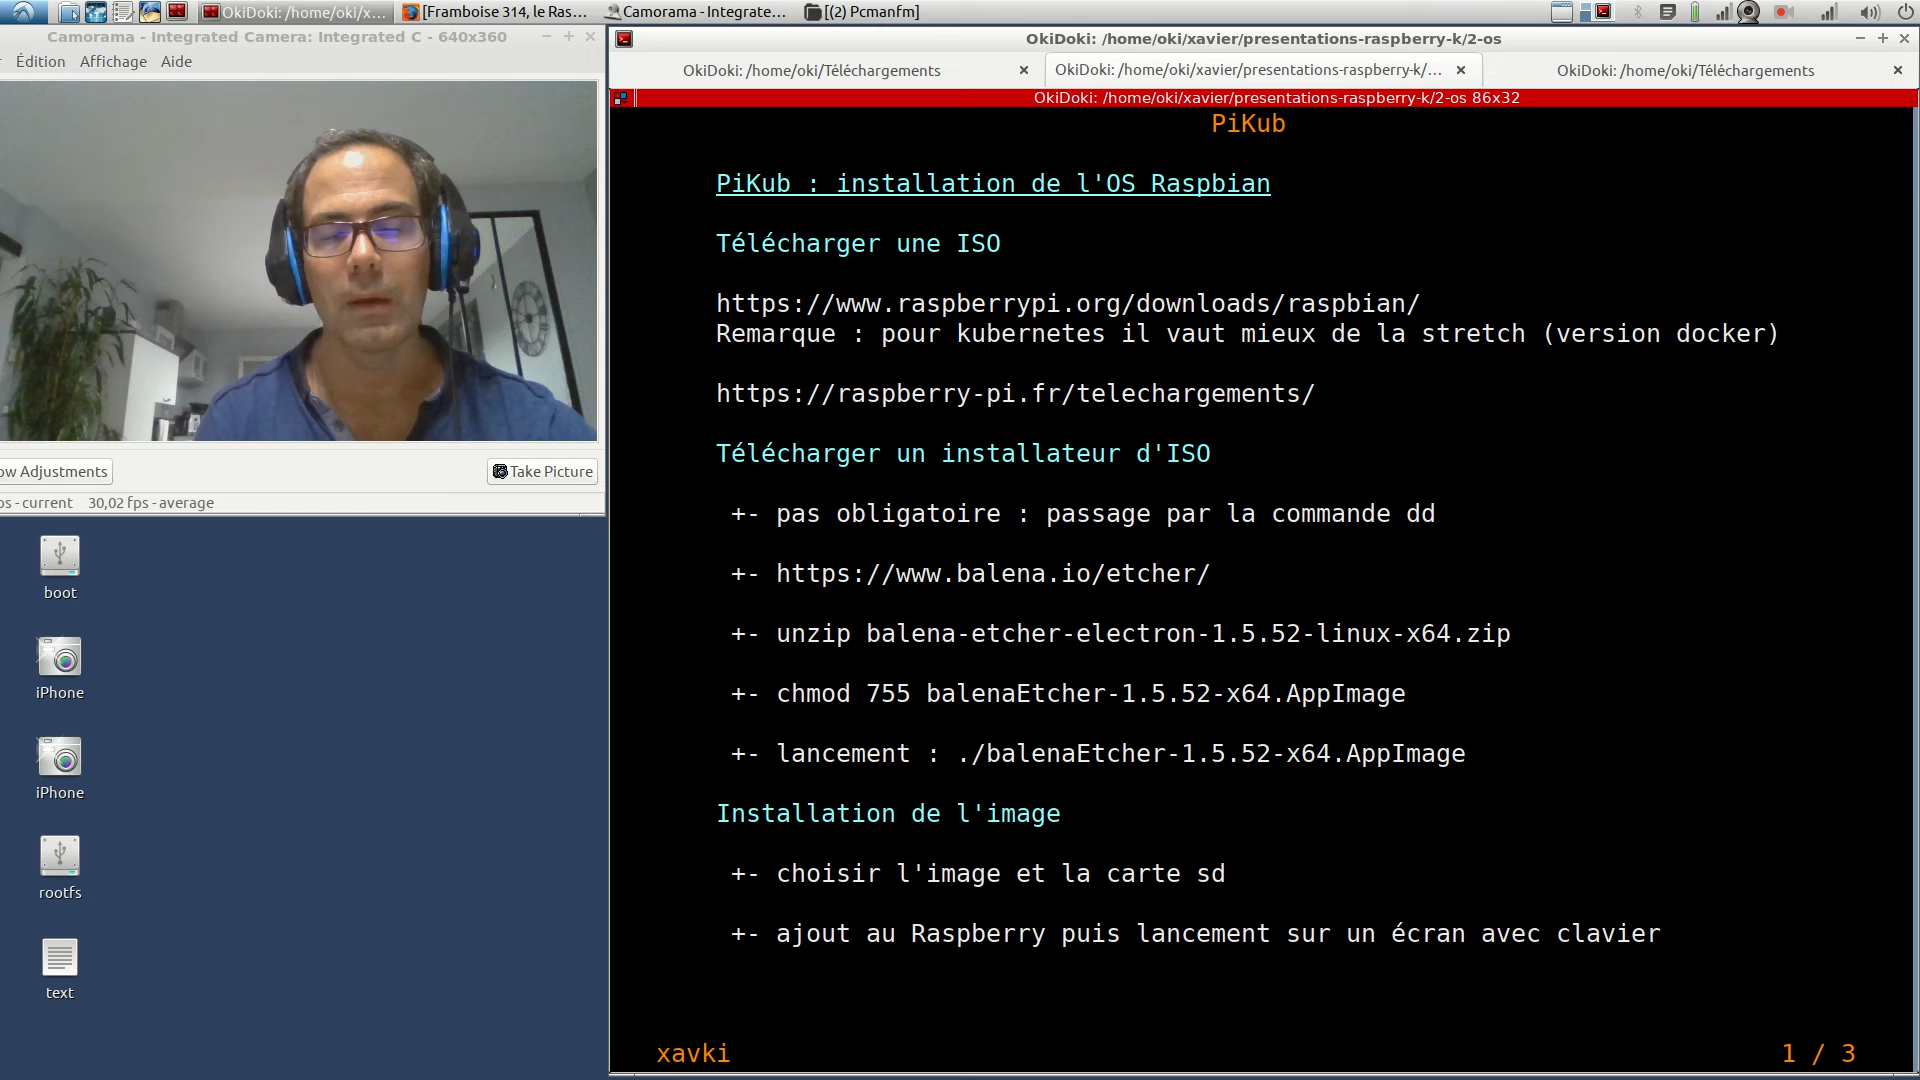 OkiDoki: /home/oki/x...
[Framboise 314, le Ras...
Camorama - Integrate...
[(2) Pcmanfm]
Camorama - Integrated Camera: Integrated C - 640x360
Édition Affichage Aide
ow Adjustments
Take Picture
ps - current 30,02 fps - average
boot
iPhone
iPhone
rootfs
text
OkiDoki: /home/oki/xavier/presentations-raspberry-k/2-os
OkiDoki: /home/oki/Téléchargements
OkiDoki: /home/oki/xavier/presentations-raspberry-k/...
OkiDoki: /home/oki/Téléchargements
OkiDoki: /home/oki/xavier/presentations-raspberry-k/2-os 86x32
PiKub
PiKub : installation de l'OS Raspbian
Télécharger une ISO
https://www.raspberrypi.org/downloads/raspbian/
Remarque : pour kubernetes il vaut mieux de la stretch (version docker)
https://raspberry-pi.fr/telechargements/
Télécharger un installateur d'ISO
+- pas obligatoire : passage par la commande dd
+- https://www.balena.io/etcher/
+- unzip balena-etcher-electron-1.5.52-linux-x64.zip
+- chmod 755 balenaEtcher-1.5.52-x64.AppImage
+- lancement : ./balenaEtcher-1.5.52-x64.AppImage
Installation de l'image
+- choisir l'image et la carte sd
+- ajout au Raspberry puis lancement sur un écran avec clavier
xavki
1 / 3